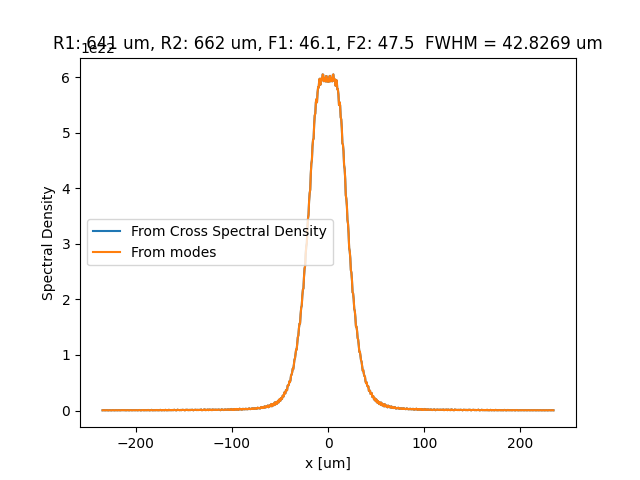 R1: 641 um, R2: 662 um, F1: 46.1, F2: 47.5  FWHM = 42.8269 um
1e22
6
5
4
3
2
1
0
Spectral Density
From Cross Spectral Density
From modes
−200
−100
0
100
200
x [um]